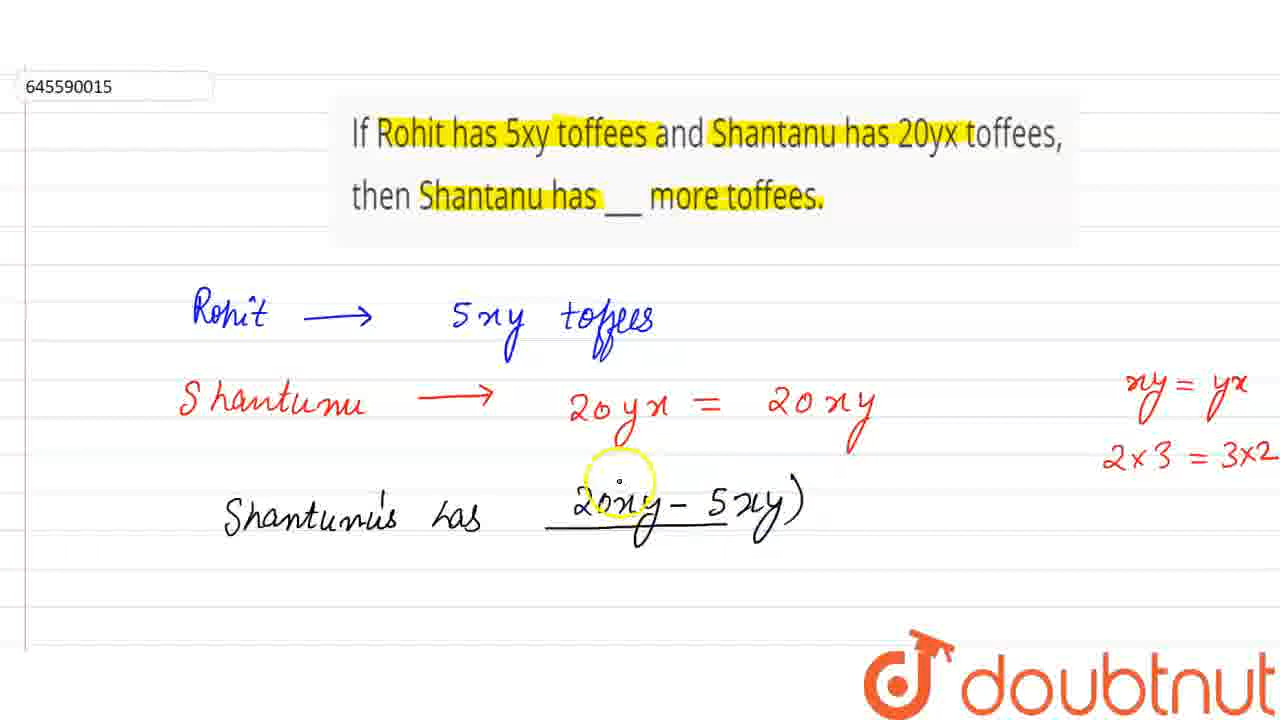 645590015
If Rohit has 5xy toffees and Shantanu has 20yx toffees,
then Shantanu has ___ more toffees.
Rohit → 5xy toffees
Shantunu → 20yx = 20xy
xy = yx
2×3 = 3×2
Shantunu's has 20xy - 5xy)
doubtnut